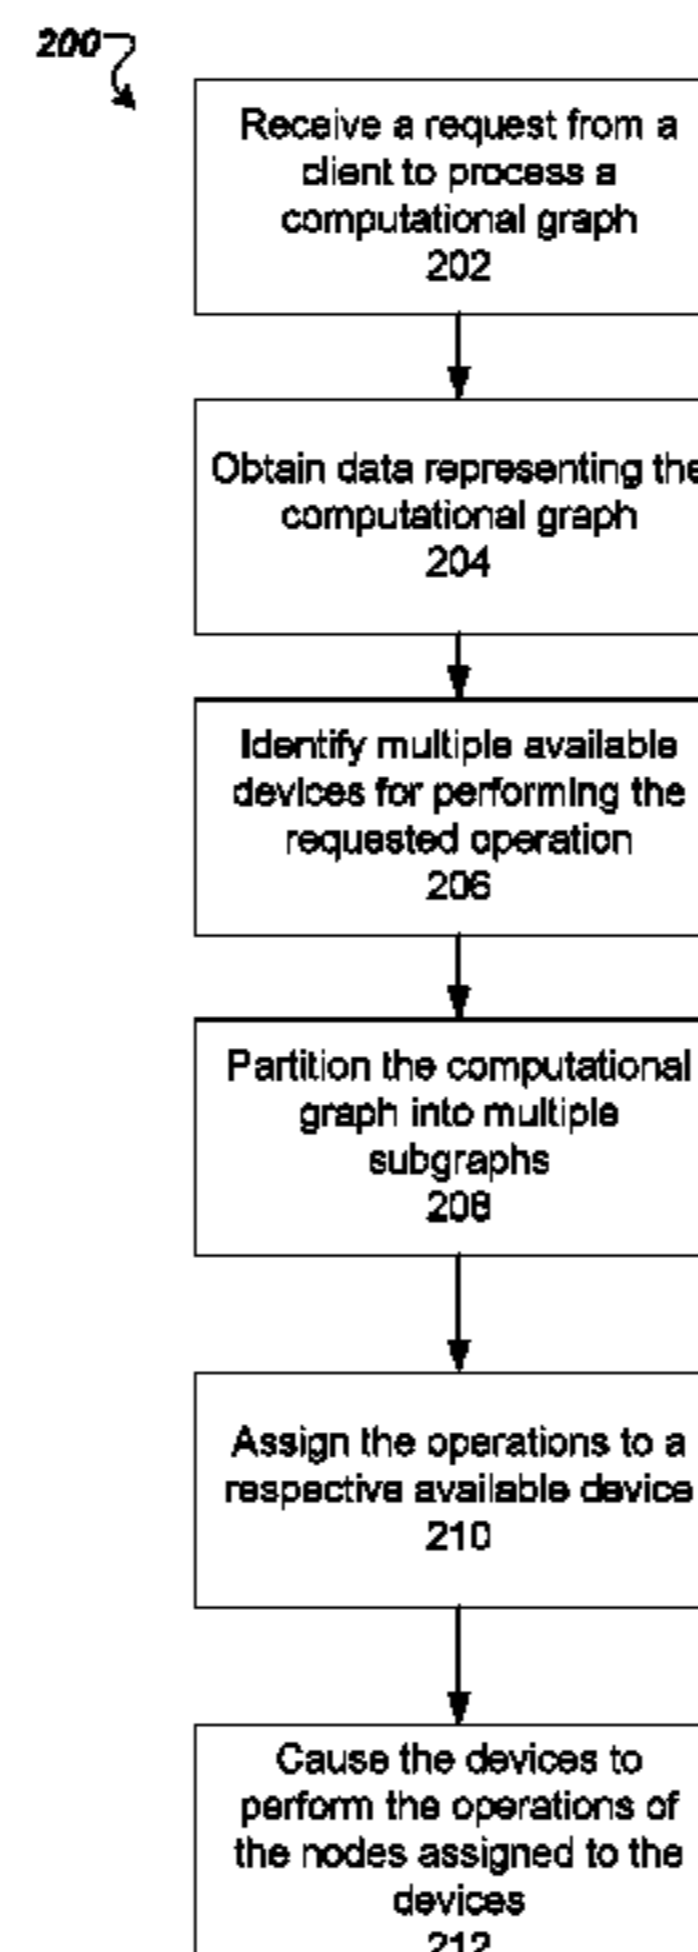 200
Receive a request from a
client to process a
computational graph
202
Obtain data representing the
computational graph
204
Identify multiple available
devices for performing the
requested operation
206
Partition the computational
graph into multiple
subgraphs
208
Assign the operations to a
respective available device
210
Cause the devices to
perform the operations of
the nodes assigned to the
devices
212